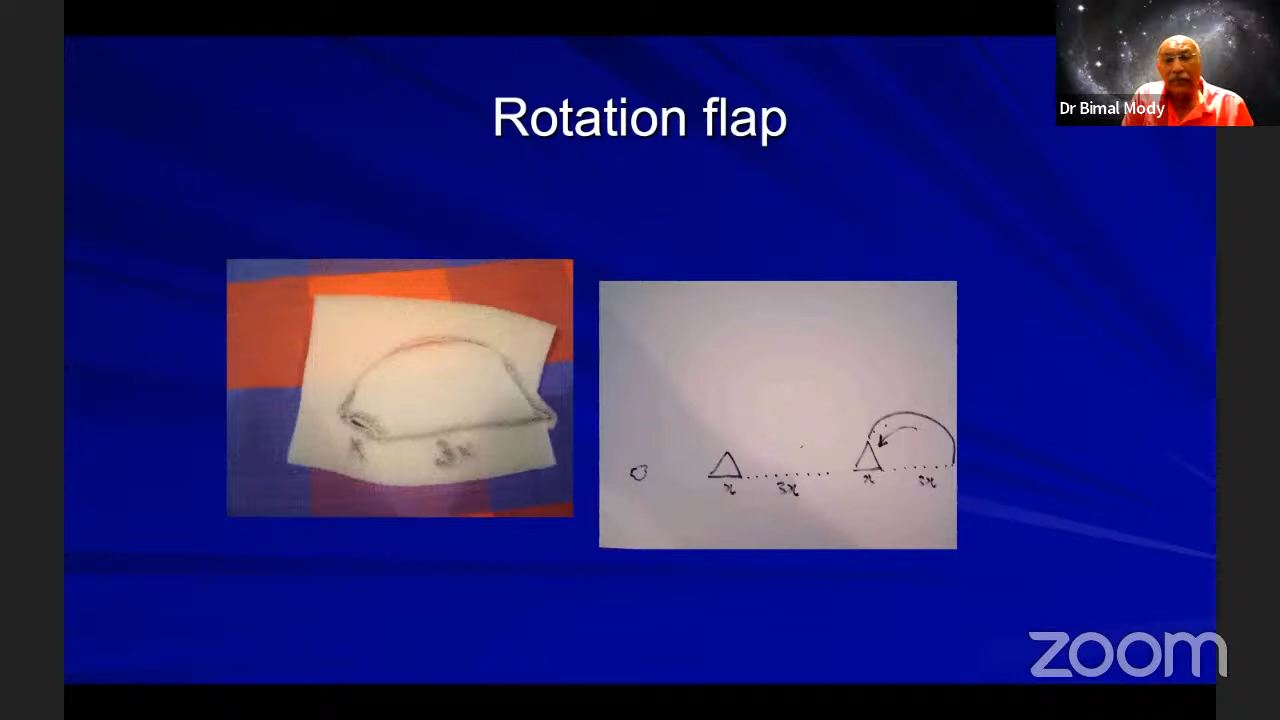 Dr Bimal Mody
Rotation flap
x 3x
x 3x x 3x
zoom